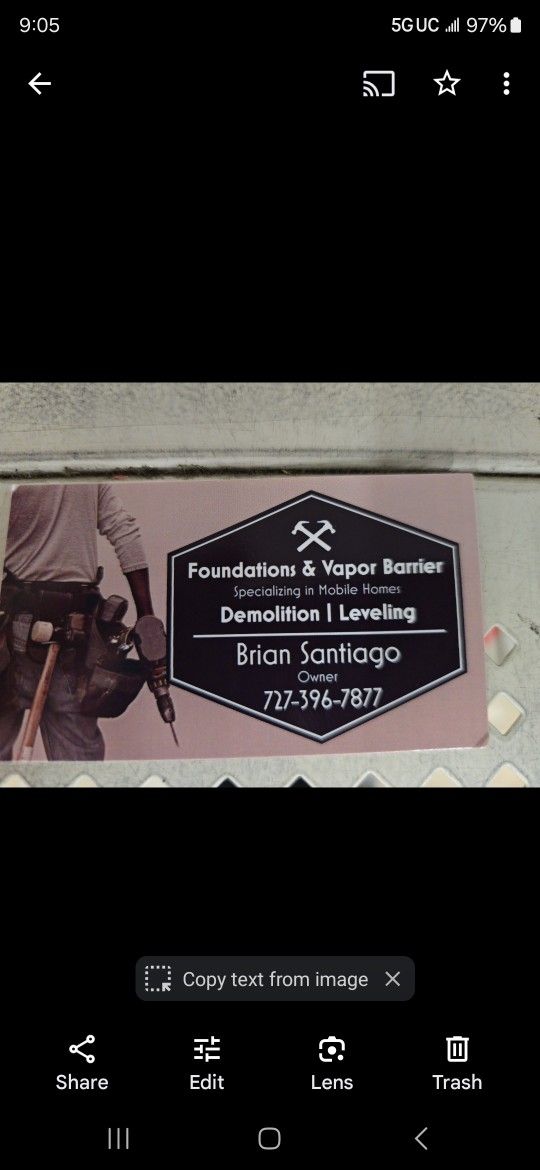 9:05
5G UC 97%
Foundations & Vapor Barrier
Specializing in Mobile Homes
Demolition | Leveling
Brian Santiago
Owner
727-396-7877
Copy text from image
Share Edit Lens Trash